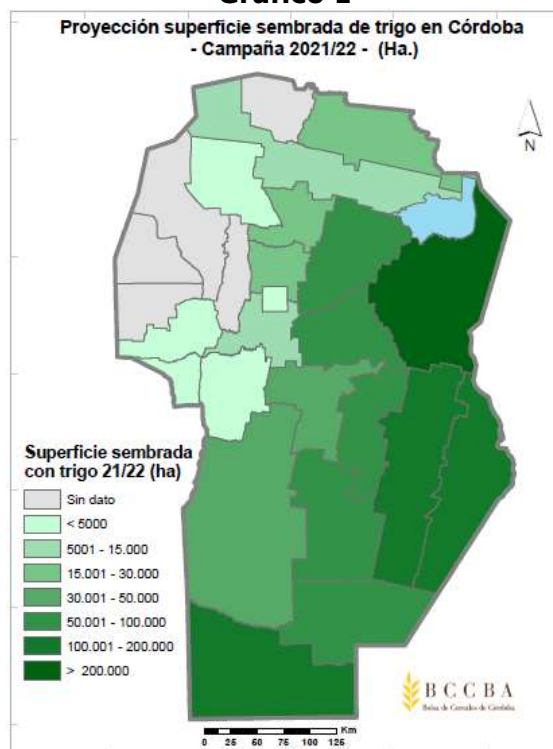 Gráfico 1
Proyección superficie sembrada de trigo en Córdoba
- Campaña 2021/22 - (Ha.)
N
Superficie sembrada
con trigo 21/22 (ha)
Sin dato
< 5000
5001 - 15.000
15.001 - 30.000
30.001 - 50.000
50.001 - 100.000
100.001 - 200.000
> 200.000
BCCBA
Bolsa de Cereales de Córdoba
Km
0 25 50 75 100 125